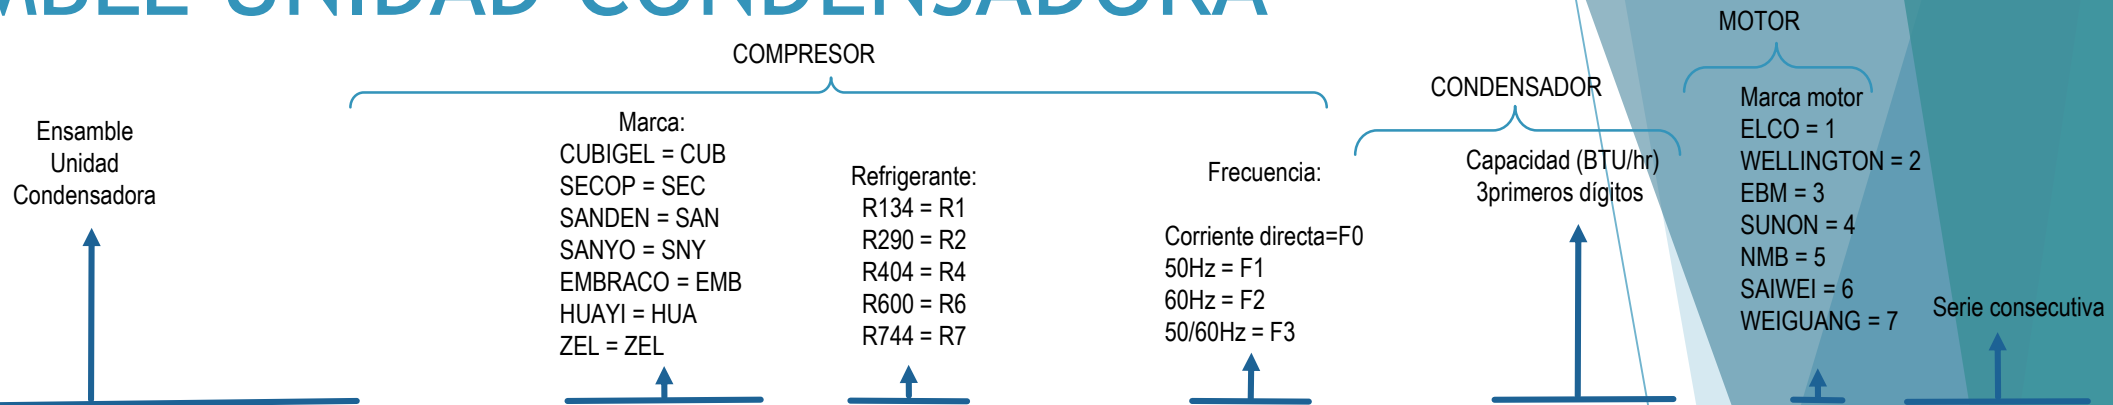 UNIDAD CONDENSADORA
MOTOR
COMPRESOR
CONDENSADOR
Ensamble
Unidad
Condensadora
Marca:
CUBIGEL = CUB
SECOP = SEC
SANDEN = SAN
SANYO = SNY
EMBRACO = EMB
HUAYI = HUA
ZEL = ZEL
Refrigerante:
R134 = R1
R290 = R2
R404 = R4
R600 = R6
R744 = R7
Frecuencia:
Corriente directa=F0
50Hz = F1
60Hz = F2
50/60Hz = F3
Capacidad (BTU/hr)
3primeros dígitos
Marca motor
ELCO = 1
WELLINGTON = 2
EBM = 3
SUNON = 4
NMB = 5
SAIWEI = 6
WEIGUANG = 7
Serie consecutiva